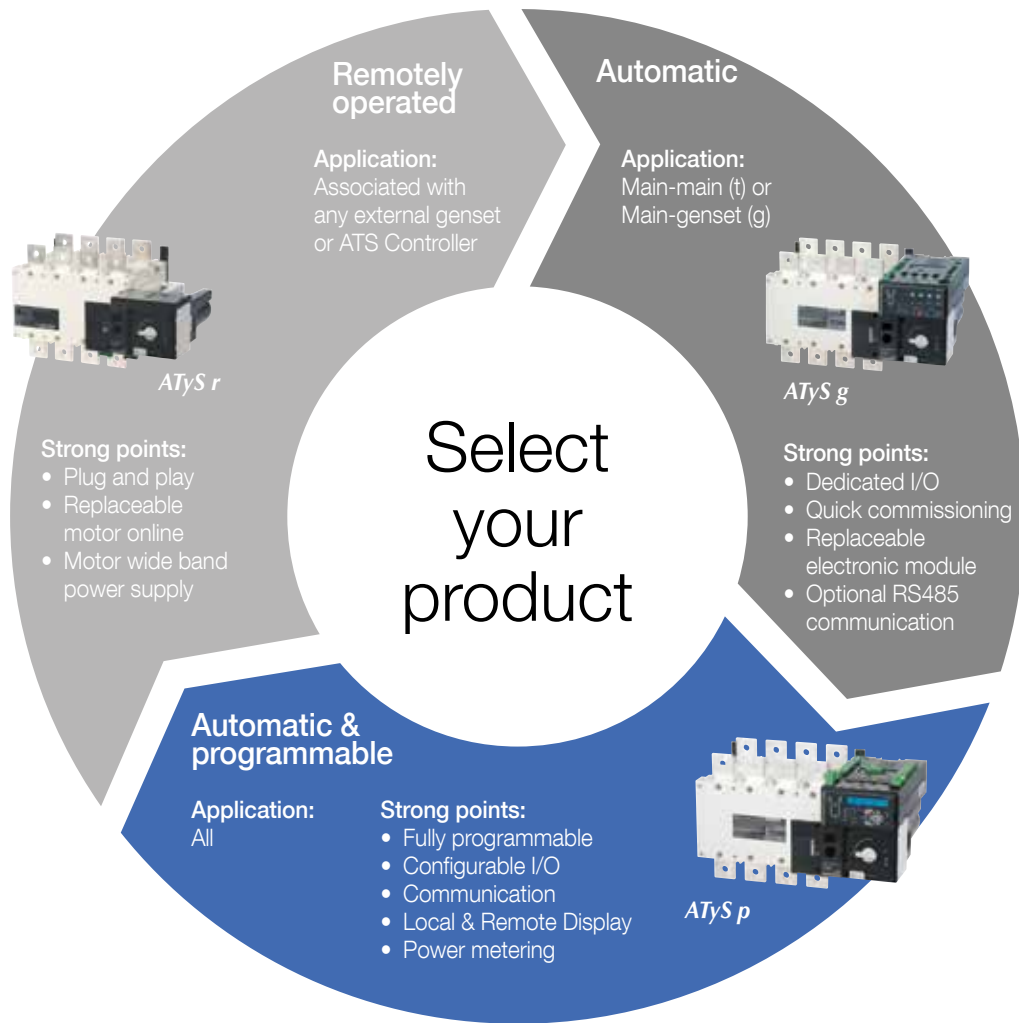 Remotely
operated
Application:
Associated with
any external genset
or ATS Controller
ATyS r
Strong points:
• Plug and play
• Replaceable
motor online
• Motor wide band
power supply
Automatic
Application:
Main-main (t) or
Main-genset (g)
ATyS g
Strong points:
• Dedicated I/O
• Quick commissioning
• Replaceable
electronic module
• Optional RS485
communication
Select
your
product
Automatic &
programmable
Application:
All
Strong points:
• Fully programmable
• Configurable I/O
• Communication
• Local & Remote Display
• Power metering
ATyS p